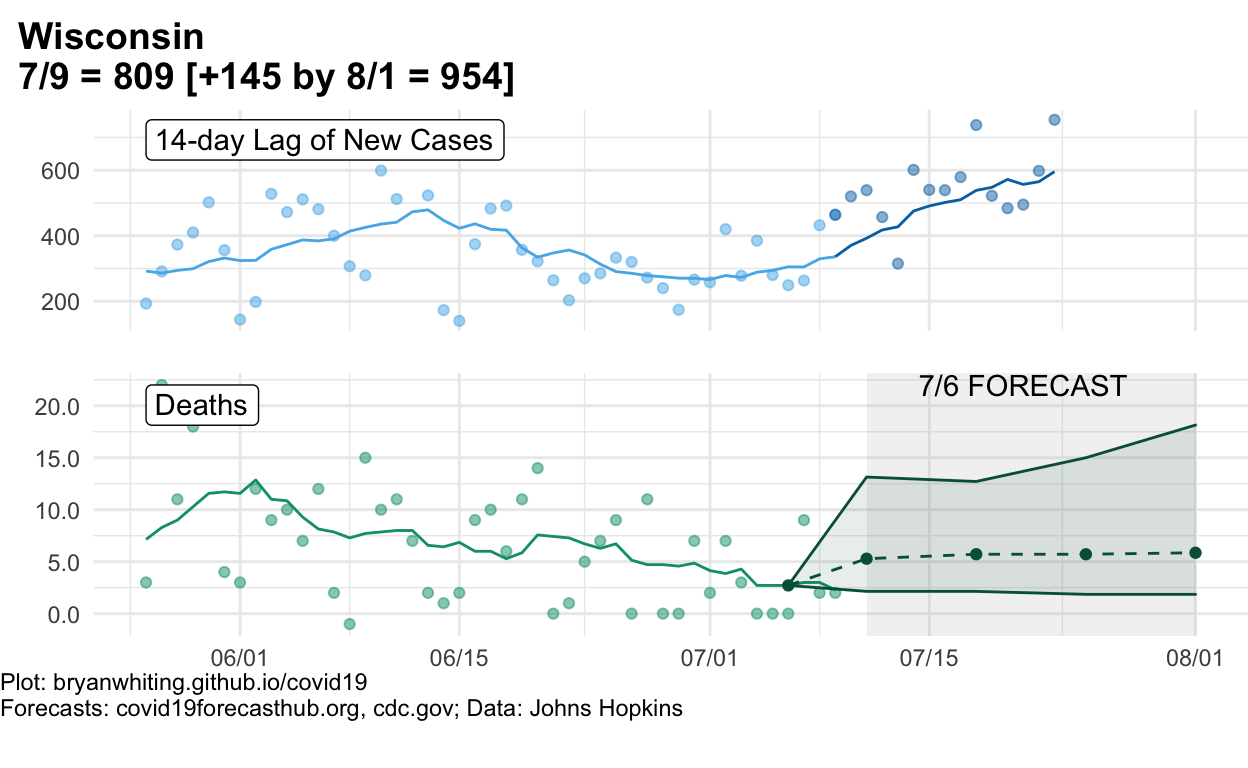 Wisconsin
7/9 = 809 [+145 by 8/1 = 954]
14-day Lag of New Cases
600
400
200
Deaths
7/6 FORECAST
20.0
15.0
10.0
5.0
0.0
06/01 06/15 07/01 07/15 08/01
Plot: bryanwhiting.github.io/covid19
Forecasts: covid19forecasthub.org, cdc.gov; Data: Johns Hopkins